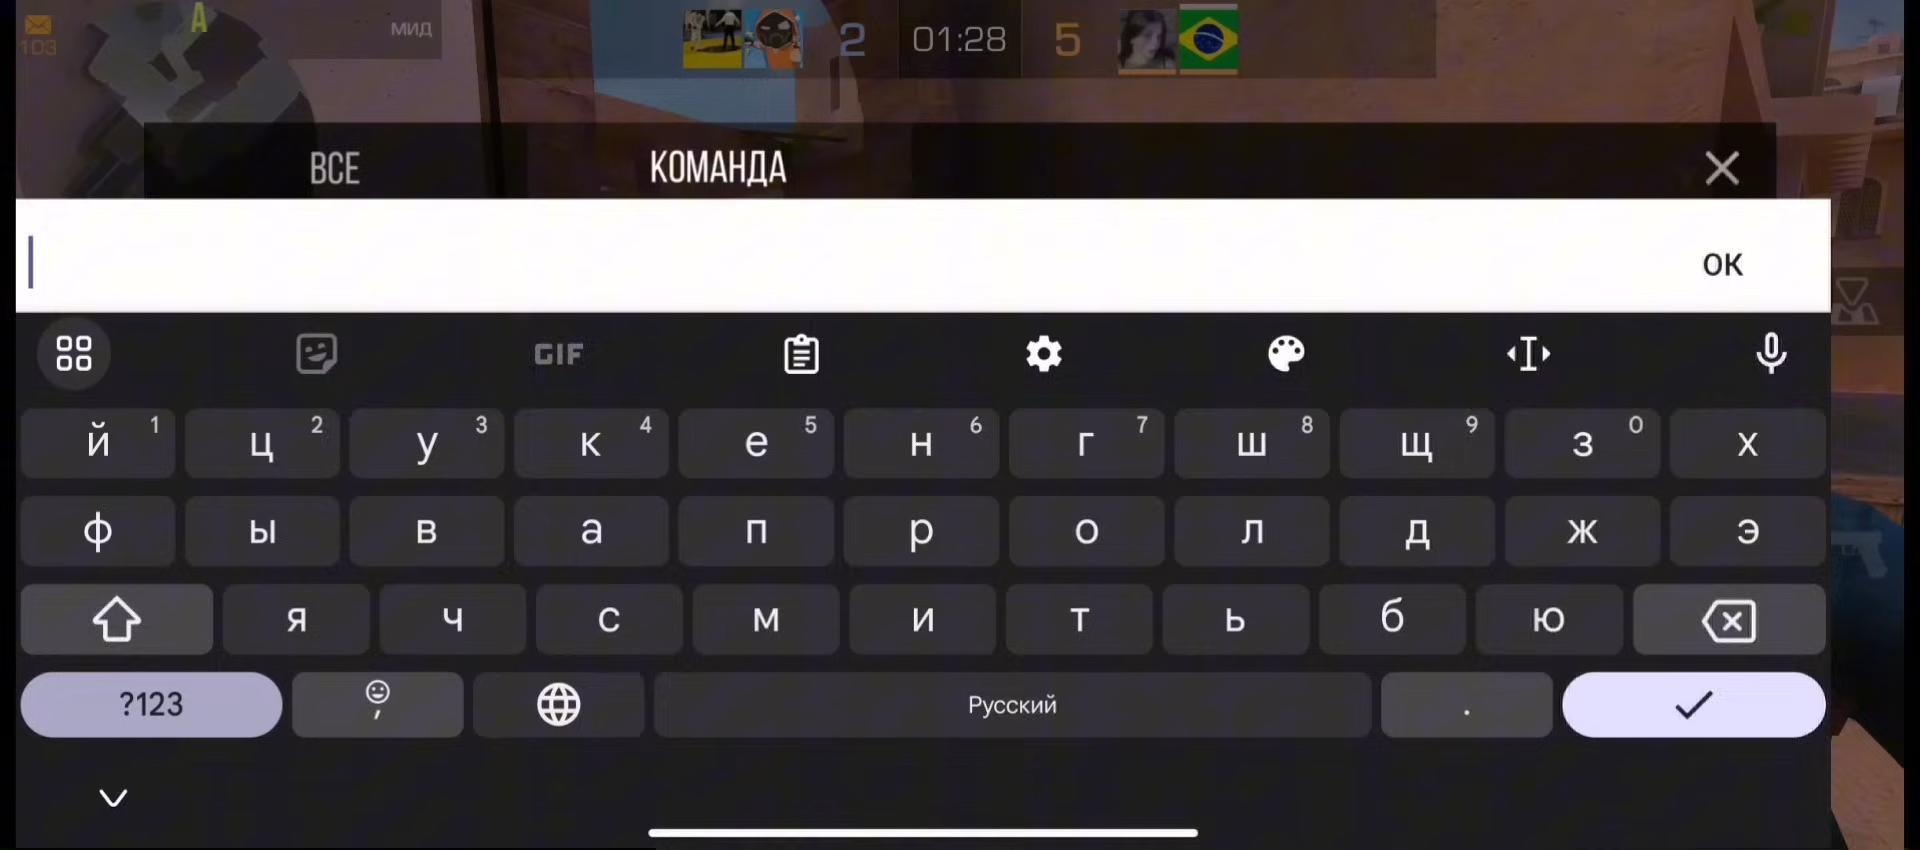 A
МИД
103
2
01:28
5
ВСЕ
КОМАНДА
ОК
GIF
й 1 ц 2 у 3 к 4 е 5 н 6 г 7 ш 8 щ 9 з 0 х
ф ы в а п р о л д ж э
я ч с м и т ь б ю
?123 , Русский .